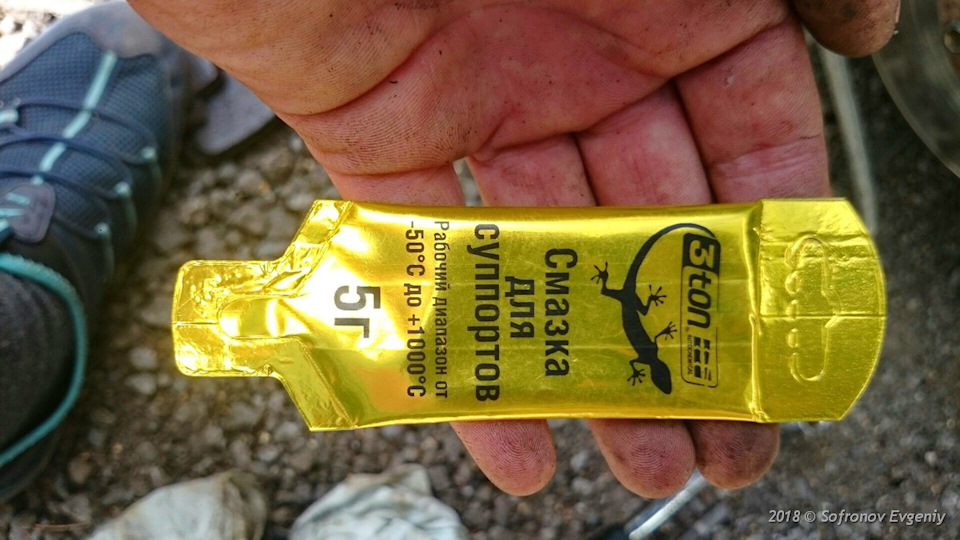 3ton
Смазка
для
суппортов
Рабочий диапазон от
-50°C до +1000°C
5г
2018 © Sofronov Evgeniy